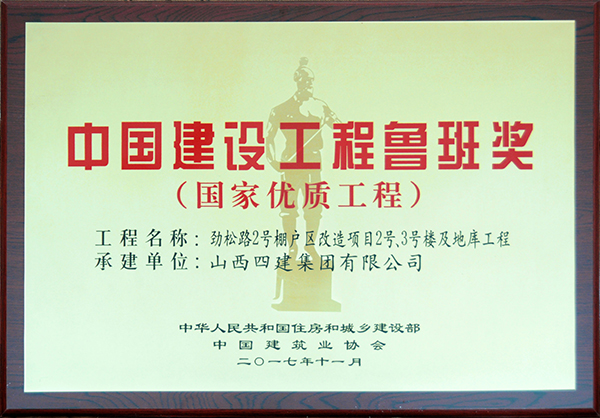 中国建设工程鲁班奖
（国家优质工程）
工程名称：劲松路2号棚户区改造项目2号、3号楼及地库工程
承建单位：山西四建集团有限公司
中华人民共和国住房和城乡建设部
中国建筑业协会
二〇一七年十一月